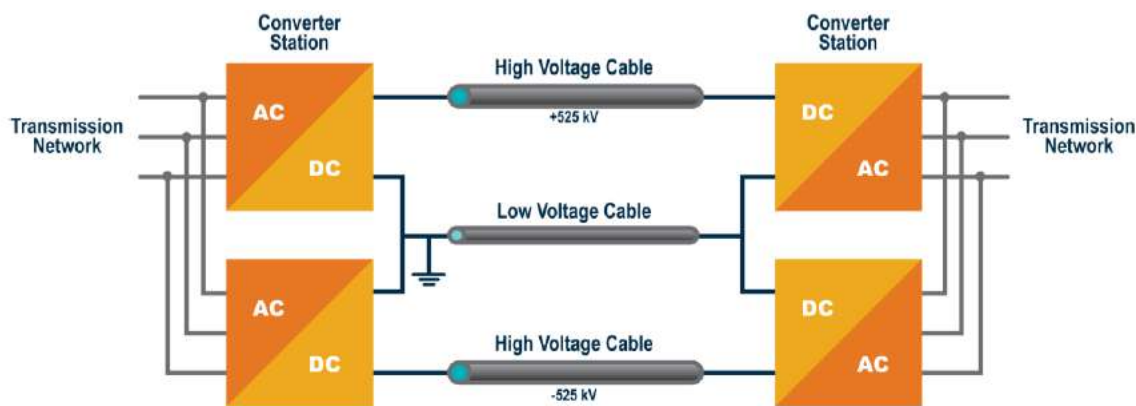 Converter
Station
Converter
Station
High Voltage Cable
+525 kV
AC
DC
DC
AC
Transmission
Network
Transmission
Network
Low Voltage Cable
AC
DC
DC
AC
High Voltage Cable
-525 kV